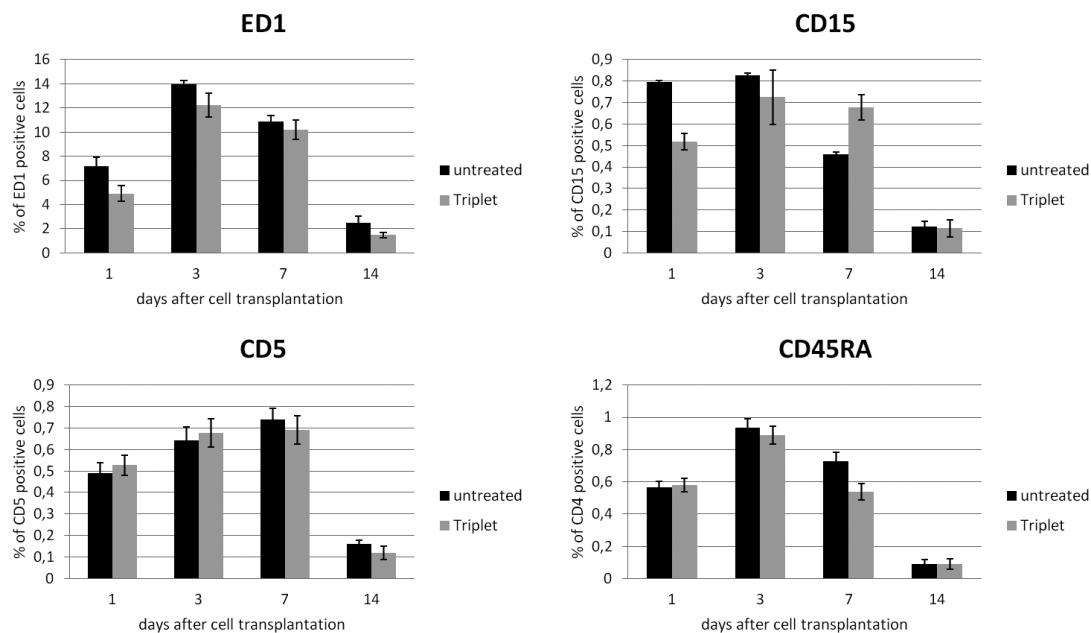 ED1
% of ED1 positive cells
16
14
12
10
8
6
4
2
0
1 3 7 14
days after cell transplantation
untreated
Triplet
CD15
% of CD15 positive cells
0,9
0,8
0,7
0,6
0,5
0,4
0,3
0,2
0,1
0
1 3 7 14
days after cell transplantation
untreated
Triplet
CD5
% of CD5 positive cells
0,9
0,8
0,7
0,6
0,5
0,4
0,3
0,2
0,1
0
1 3 7 14
days after cell transplantation
untreated
Triplet
CD45RA
% of CD4 positive cells
1,2
1
0,8
0,6
0,4
0,2
0
1 3 7 14
days after cell transplantation
untreated
Triplet